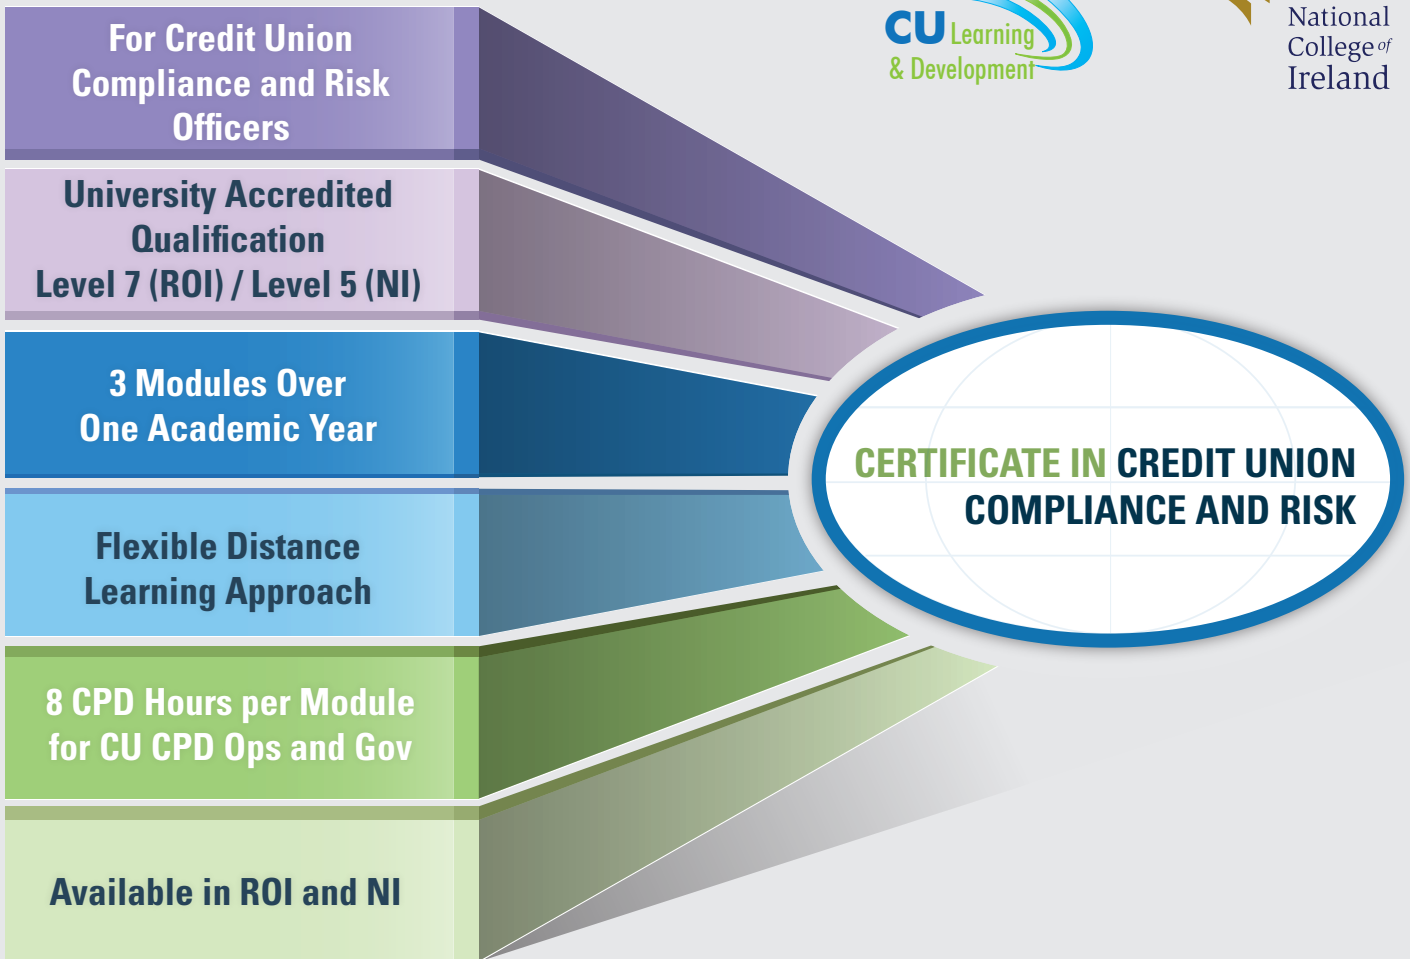 For Credit Union
Compliance and Risk
Officers
University Accredited
Qualification
Level 7 (ROI) / Level 5 (NI)
3 Modules Over
One Academic Year
Flexible Distance
Learning Approach
8 CPD Hours per Module
for CU CPD Ops and Gov
Available in ROI and NI
CU Learning
& Development
National
College of
Ireland
CERTIFICATE IN CREDIT UNION
COMPLIANCE AND RISK